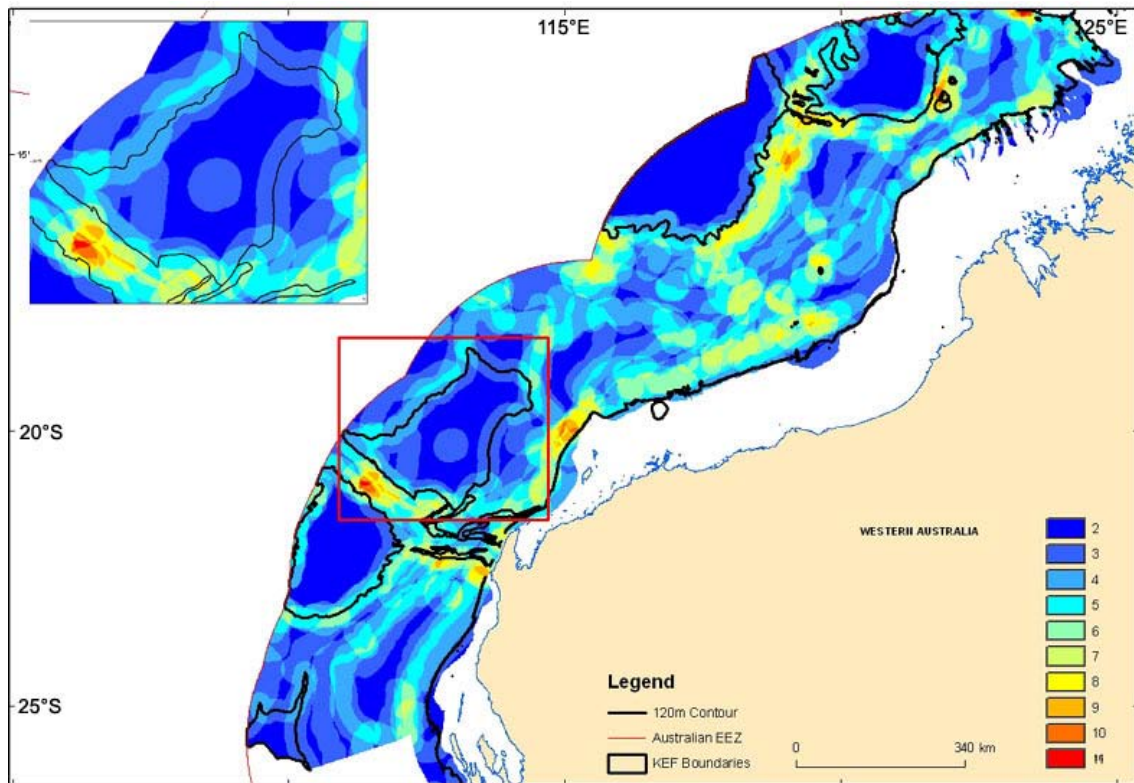 115°E
125°E
15°
20°S
25°S
WESTERN AUSTRALIA
2
3
4
5
6
7
8
9
10
Legend
120m Contour
Australian EEZ
KEF Boundaries
0
340 km